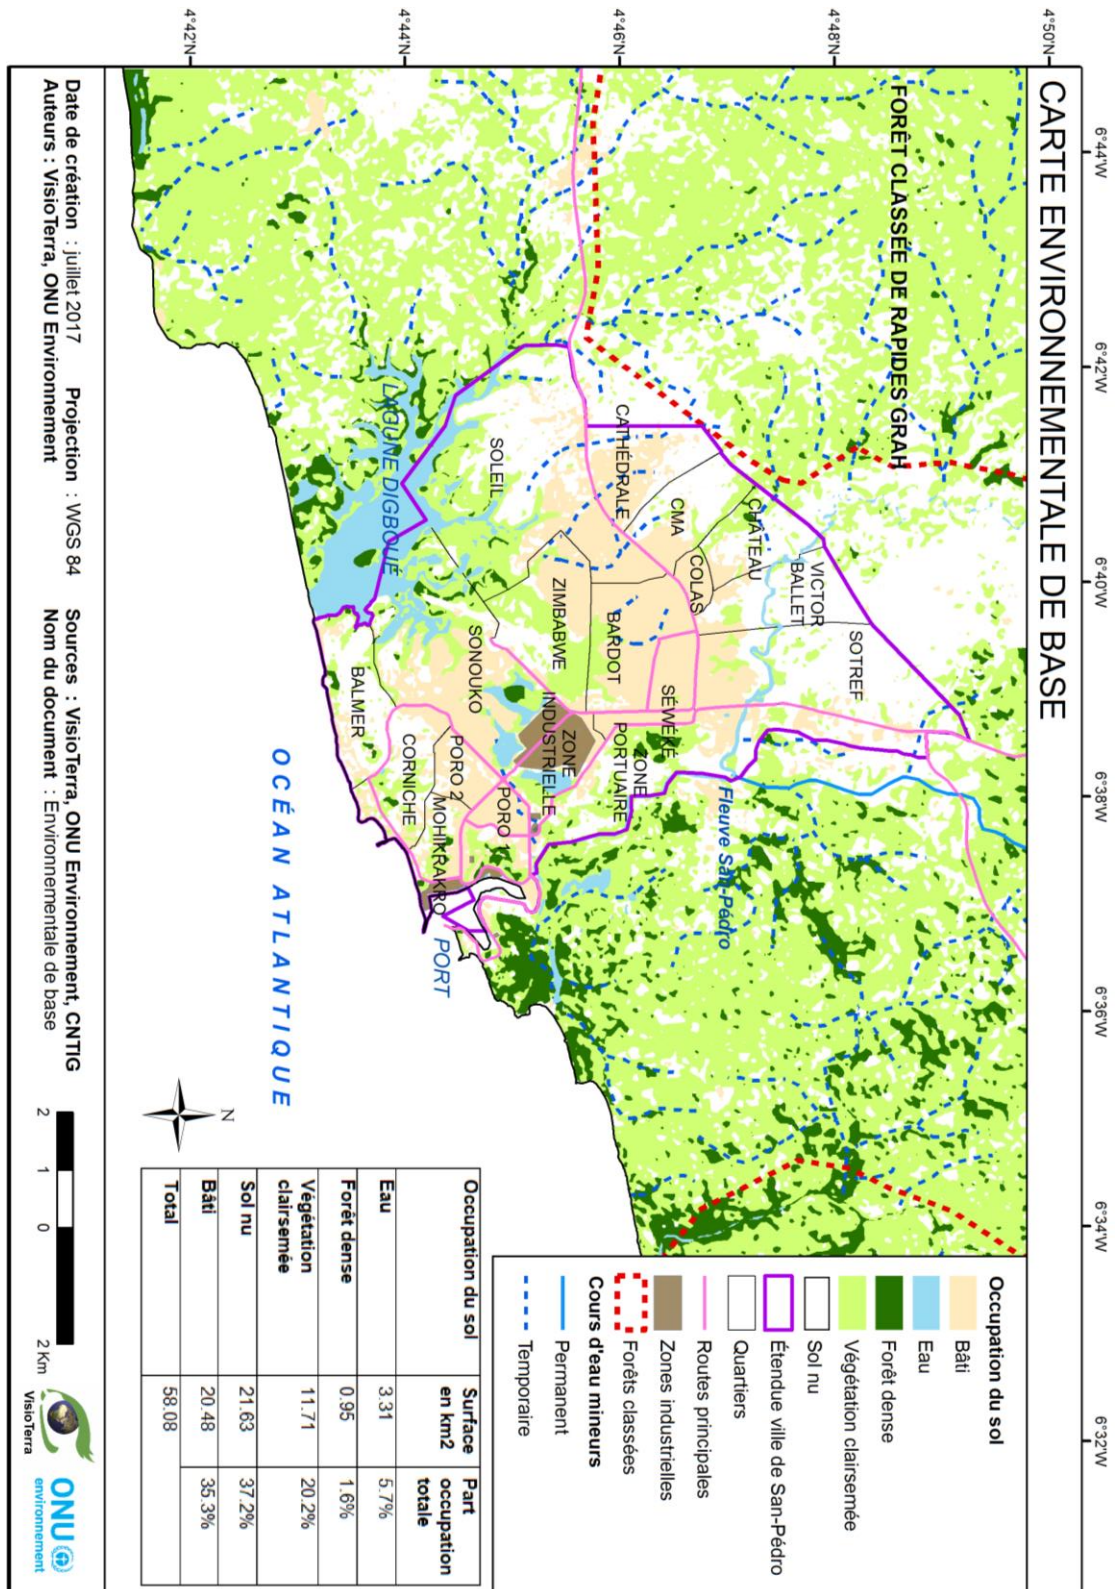 CARTE ENVIRONNEMENTALE DE BASE
6°44'W
6°42'W
6°40'W
6°38'W
6°36'W
6°34'W
6°32'W
4°50'N
4°48'N
4°46'N
4°44'N
4°42'N
FORÊT CLASSÉE DE RAPIDES GRAH
VICTOR
BALLET
SOTREF
CHÂTEAU
CMA
COLAS
CATHÉDRALE
BARDOT
SÉWÉKÉ
ZONE
PORTUAIRE
Fleuve San-Pédro
ZIMBABWE
ZONE
INDUSTRIELLE
SOLEIL
SONOUKO
PORO 1
PORO 2
MOHIKRAKRO
CORNICHE
BALMER
LAGUNE DIGBOUÉ
PORT
OCÉAN ATLANTIQUE
Occupation du sol
Bâti
Eau
Forêt dense
Végétation clairsemée
Sol nu
Étendue ville de San-Pédro
Quartiers
Routes principales
Zones industrielles
Forêts classées
Cours d'eau mineurs
Permanent
Temporaire
Occupation du sol Surface en km2 Part occupation totale
Eau 3.31 5.7%
Forêt dense 0.95 1.6%
Végétation clairsemée 11.71 20.2%
Sol nu 21.63 37.2%
Bâti 20.48 35.3%
Total 58.08
N
Date de création : juillet 2017 Projection : WGS 84 Sources : VisioTerra, ONU Environnement, CNTIG
Auteurs : VisioTerra, ONU Environnement Nom du document : Environnementale de base
2 1 0 2 Km
VisioTerra
ONU
environnement